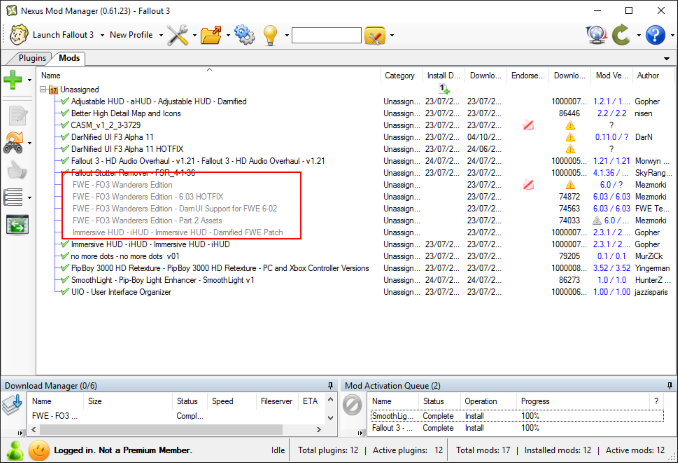 Nexus Mod Manager (0.61.23) - Fallout 3
Launch Fallout 3 New Profile
Plugins Mods
Name Category Install D... Downlo... Endorse... Downlo... Mod Ve... Author
Unassigned
Adjustable HUD - aHUD - Adjustable HUD - Darnified Unassign... 23/07/2... 23/07/2... 1000007... 1.2.1 / 1.... Gopher
Better High Detail Map and Icons Unassign... 23/07/2... 23/07/2... 86446 2.2 / 2.2 nisen
CASM_v1_2_3-3729 Unassign... 23/07/2... 23/07/2... ?
DarNified UI F3 Alpha 11 Unassign... 23/07/2... 04/10/2... 0.11.0 / ? DarN
DarNified UI F3 Alpha 11 HOTFIX Unassign... 23/07/2... 24/06/2... ?
Fallout 3 - HD Audio Overhaul - v1.21 - Fallout 3 - HD Audio Overhaul - v1.21 Unassign... 23/07/2... 24/07/2... 1000005... 1.21 / 1.21 Morwyn ...
Fallout Stutter Remover - FSR_4-1-36 Unassign... 23/07/2... 23/07/2... 1000005... 4.1.36 / ... SkyRang...
FWE - FO3 Wanderers Edition Unassign... 23/07/2... 6.0 / ? Mezmorki
FWE - FO3 Wanderers Edition - 6.03 HOTFIX Unassign... 23/07/2... 74872 6.03 / 6.03 Mezmorki
FWE - FO3 Wanderers Edition - DarnUI Support for FWE 6-02 Unassign... 23/07/2... 74563 6.03 / 6.03 FWE Te...
FWE - FO3 Wanderers Edition - Part 2 Assets Unassign... 23/07/2... 74033 6.0 / ... Mezmorki
Immersive HUD - iHUD - Immersive HUD - Darnified FWE Patch Unassign... 23/07/2... 1000007... 2.3.1 / 2.... Gopher
Immersive HUD - iHUD - Immersive HUD - iHUD Unassign... 23/07/2... 23/07/2... 1000007... 2.3.1 / 2.... Gopher
no more dots - no more dots v01 Unassign... 23/07/2... 23/07/2... 79205 0.1 / 0.1 MurZiCk
PipBoy 3000 HD Retexture - PipBoy 3000 HD Retexture - PC and Xbox Controller Versions Unassign... 23/07/2... 23/07/2... 1000008... 3.52 / 3.52 Yingeman
SmoothLight - Pip-Boy Light Enhancer - SmoothLight v1 Unassign... 23/07/2... 24/07/2... 86273 1.0 / 1.0 HunterZ ...
UIO - User Interface Organizer Unassign... 23/07/2... 23/07/2... 1000006... 1.00 / 1.00 jazzisparis
Download Manager (0/6) Mod Activation Queue (2)
Name Size Status Speed Fileserver ETA Name Status Operation Progress ?
FWE - FO3 ... Compl... SmoothLig... Complete Install 100%
Fallout 3 - ... Complete Install 100%
Logged in. Not a Premium Member. Idle Total plugins: 12 | Active plugins: 12 Total mods: 17 | Installed mods: 12 | Active mods: 12